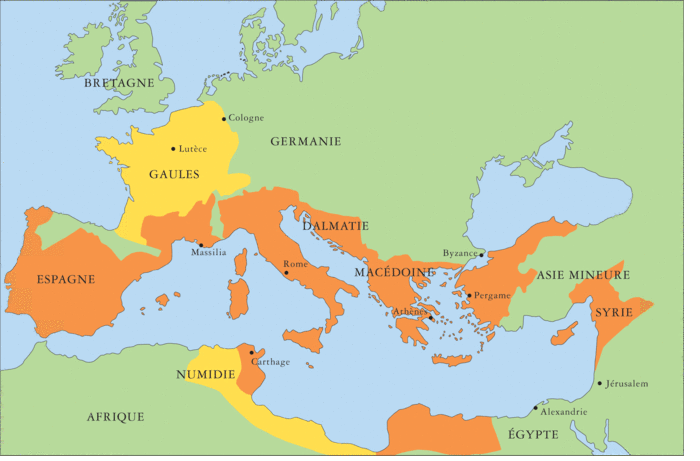 BRETAGNE
Cologne
GERMANIE
Lutèce
GAULES
DALMATIE
Massilia
Byzance
Rome
MACÉDOINE
ASIE MINEURE
ESPAGNE
Pergame
Athènes
SYRIE
Carthage
NUMIDIE
Jérusalem
Alexandrie
AFRIQUE
ÉGYPTE